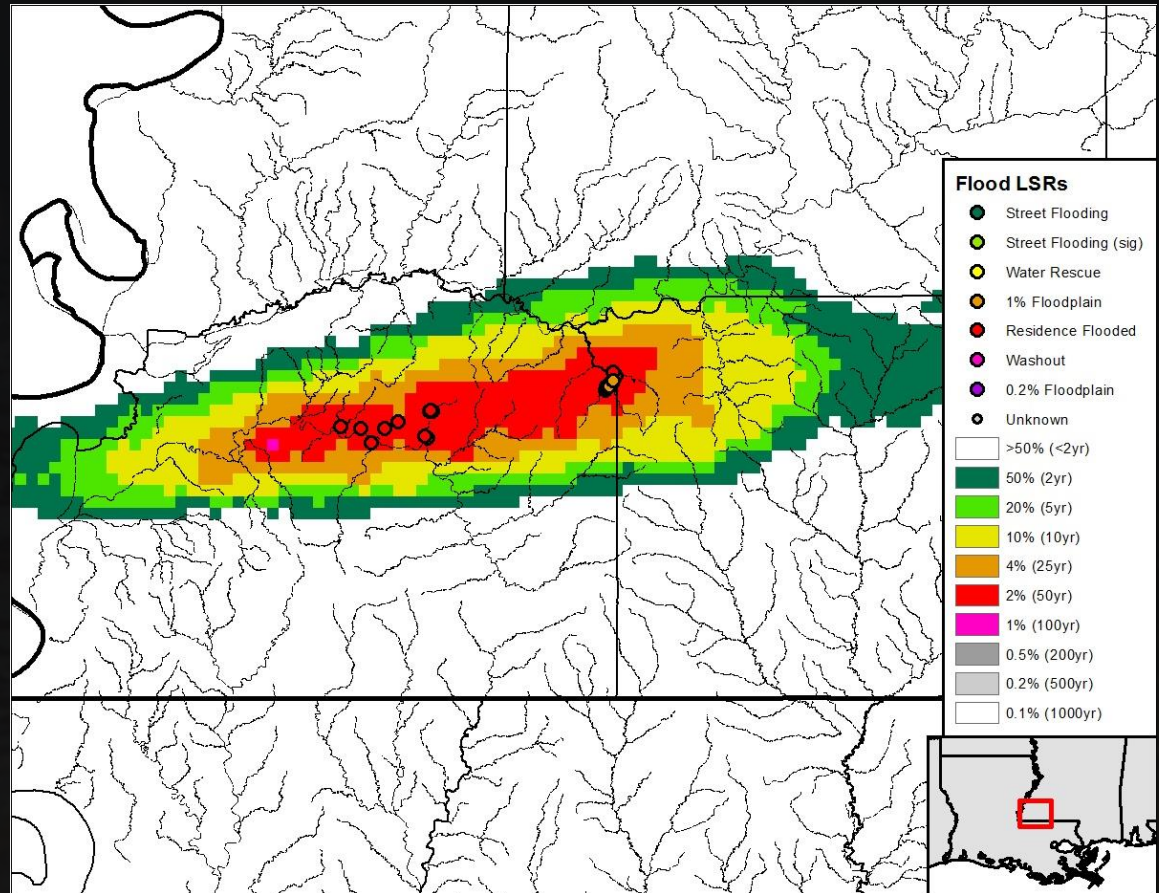 Flood LSRs
Street Flooding
Street Flooding (sig)
Water Rescue
1% Floodplain
Residence Flooded
Washout
0.2% Floodplain
Unknown
>50% (<2yr)
50% (2yr)
20% (5yr)
10% (10yr)
4% (25yr)
2% (50yr)
1% (100yr)
0.5% (200yr)
0.2% (500yr)
0.1% (1000yr)